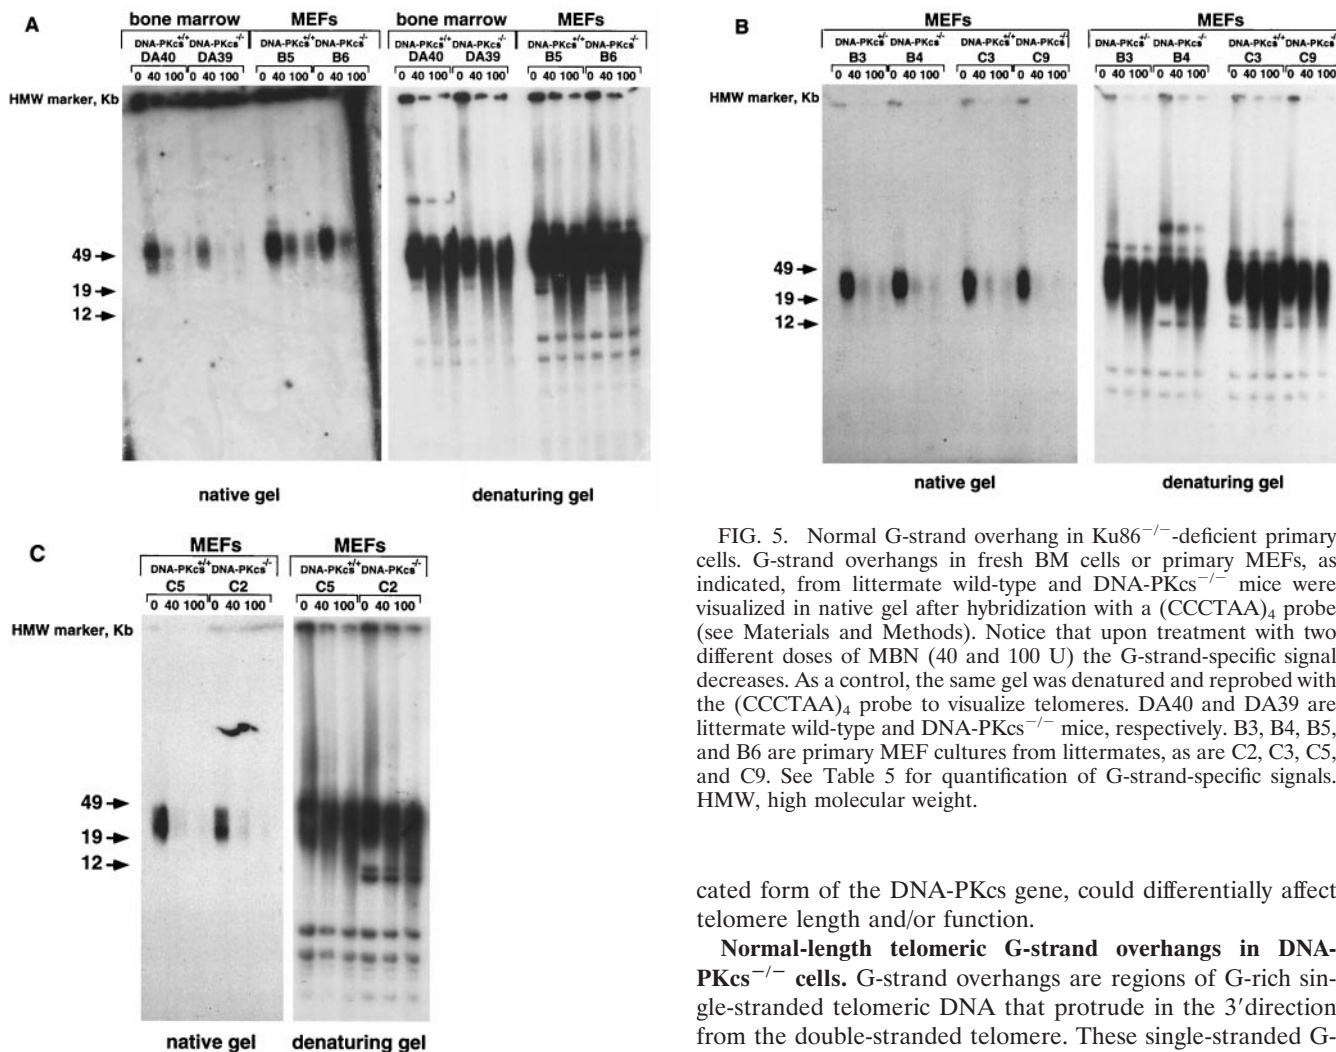 A
bone marrow MEFs
DNA-PKcs+/+ DNA-PKcs-/- DNA-PKcs+/+ DNA-PKcs-/-
DA40 DA39 B5 B6
0 40 100 0 40 100 0 40 100 0 40 100
HMW marker, Kb
49
19
12
native gel
bone marrow MEFs
DNA-PKcs+/+ DNA-PKcs-/- DNA-PKcs+/+ DNA-PKcs-/-
DA40 DA39 B5 B6
0 40 100 0 40 100 0 40 100 0 40 100
denaturing gel
B
MEFs
DNA-PKcs+/+ DNA-PKcs-/- DNA-PKcs+/+ DNA-PKcs-/-
B3 B4 C3 C9
0 40 100 0 40 100 0 40 100 0 40 100
HMW marker, Kb
49
19
12
native gel
MEFs
DNA-PKcs+/+ DNA-PKcs-/- DNA-PKcs+/+ DNA-PKcs-/-
B3 B4 C3 C9
0 40 100 0 40 100 0 40 100 0 40 100
denaturing gel
C
MEFs
DNA-PKcs+/+ DNA-PKcs-/-
C5 C2
0 40 100 0 40 100
HMW marker, Kb
49
19
12
native gel
MEFs
DNA-PKcs+/+ DNA-PKcs-/-
C5 C2
0 40 100 0 40 100
denaturing gel
FIG. 5. Normal G-strand overhang in Ku86−/−-deficient primary
cells. G-strand overhangs in fresh BM cells or primary MEFs, as
indicated, from littermate wild-type and DNA-PKcs−/− mice were
visualized in native gel after hybridization with a (CCCTAA)4 probe
(see Materials and Methods). Notice that upon treatment with two
different doses of MBN (40 and 100 U) the G-strand-specific signal
decreases. As a control, the same gel was denatured and reprobed with
the (CCCTAA)4 probe to visualize telomeres. DA40 and DA39 are
littermate wild-type and DNA-PKcs−/− mice, respectively. B3, B4, B5,
and B6 are primary MEF cultures from littermates, as are C2, C3, C5,
and C9. See Table 5 for quantification of G-strand-specific signals.
HMW, high molecular weight.
cated form of the DNA-PKcs gene, could differentially affect
telomere length and/or function.
Normal-length telomeric G-strand overhangs in DNA-
PKcs−/− cells. G-strand overhangs are regions of G-rich sin-
gle-stranded telomeric DNA that protrude in the 3′direction
from the double-stranded telomere. These single-stranded G-